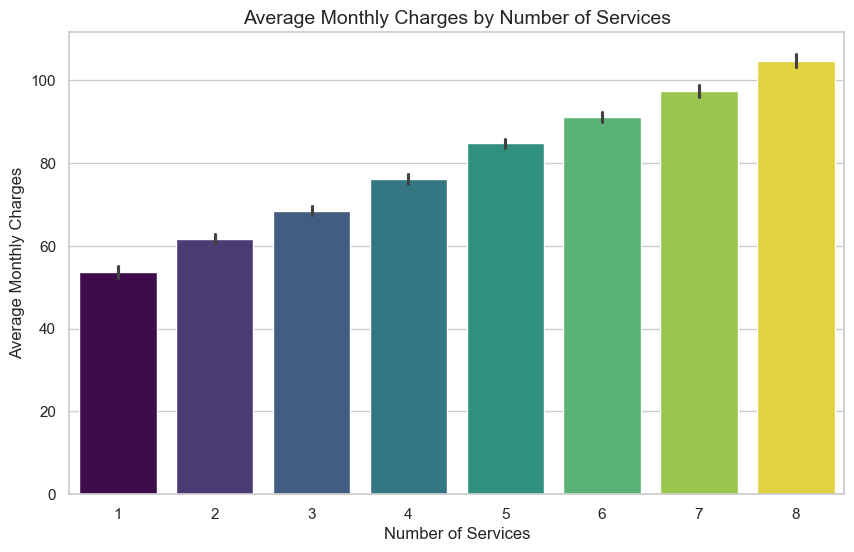 Average Monthly Charges by Number of Services
Average Monthly Charges
100
80
60
40
20
0
1 2 3 4 5 6 7 8
Number of Services